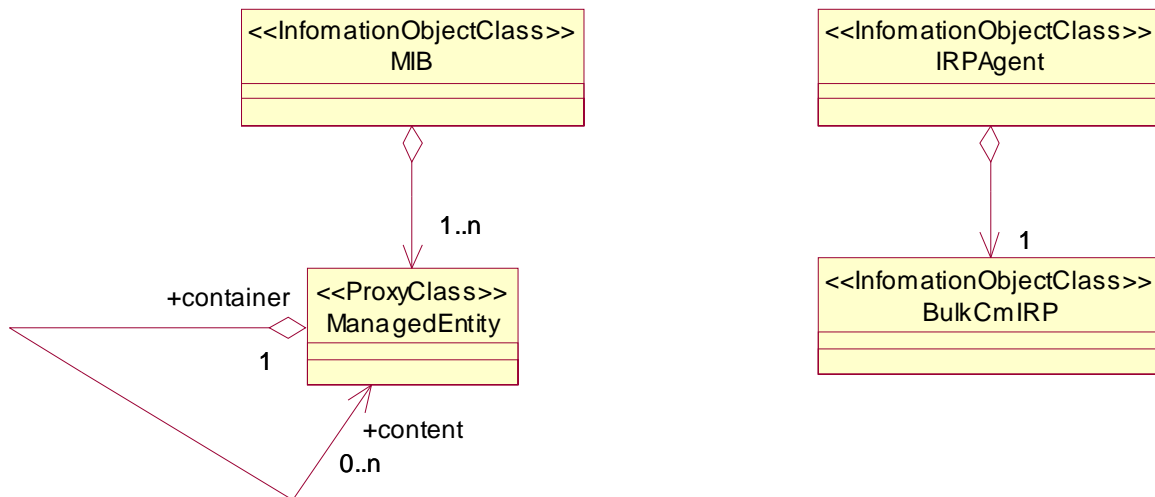 <<InfomationObjectClass>>
MIB
<<InfomationObjectClass>>
IRPAgent
1..n
1
+container
1
<<ProxyClass>>
ManagedEntity
<<InfomationObjectClass>>
BulkCmIRP
+content
0..n